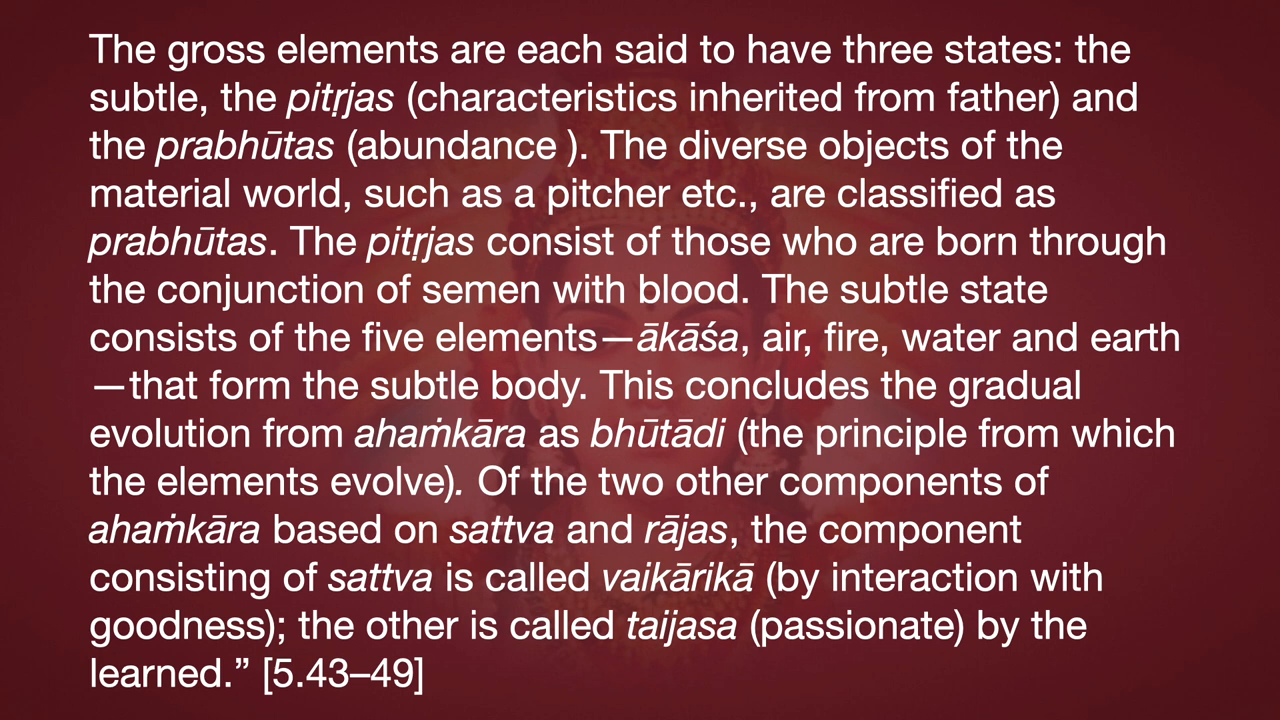 The gross elements are each said to have three states: the
subtle, the pitṛjas (characteristics inherited from father) and
the prabhūtas (abundance ). The diverse objects of the
material world, such as a pitcher etc., are classified as
prabhūtas. The pitṛjas consist of those who are born through
the conjunction of semen with blood. The subtle state
consists of the five elements—ākāśa, air, fire, water and earth
—that form the subtle body. This concludes the gradual
evolution from ahaṁkāra as bhūtādi (the principle from which
the elements evolve). Of the two other components of
ahaṁkāra based on sattva and rājas, the component
consisting of sattva is called vaikārikā (by interaction with
goodness); the other is called taijasa (passionate) by the
learned.” [5.43–49]